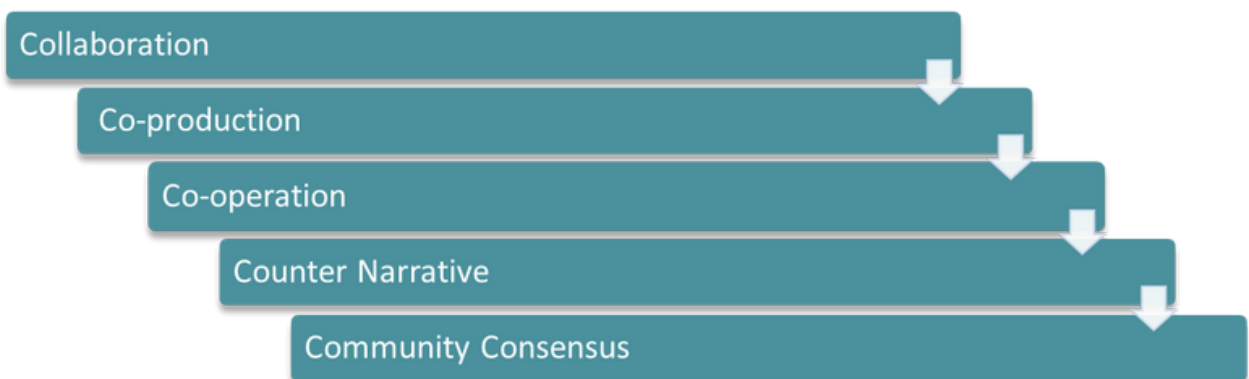 Collaboration
Co-production
Co-operation
Counter Narrative
Community Consensus